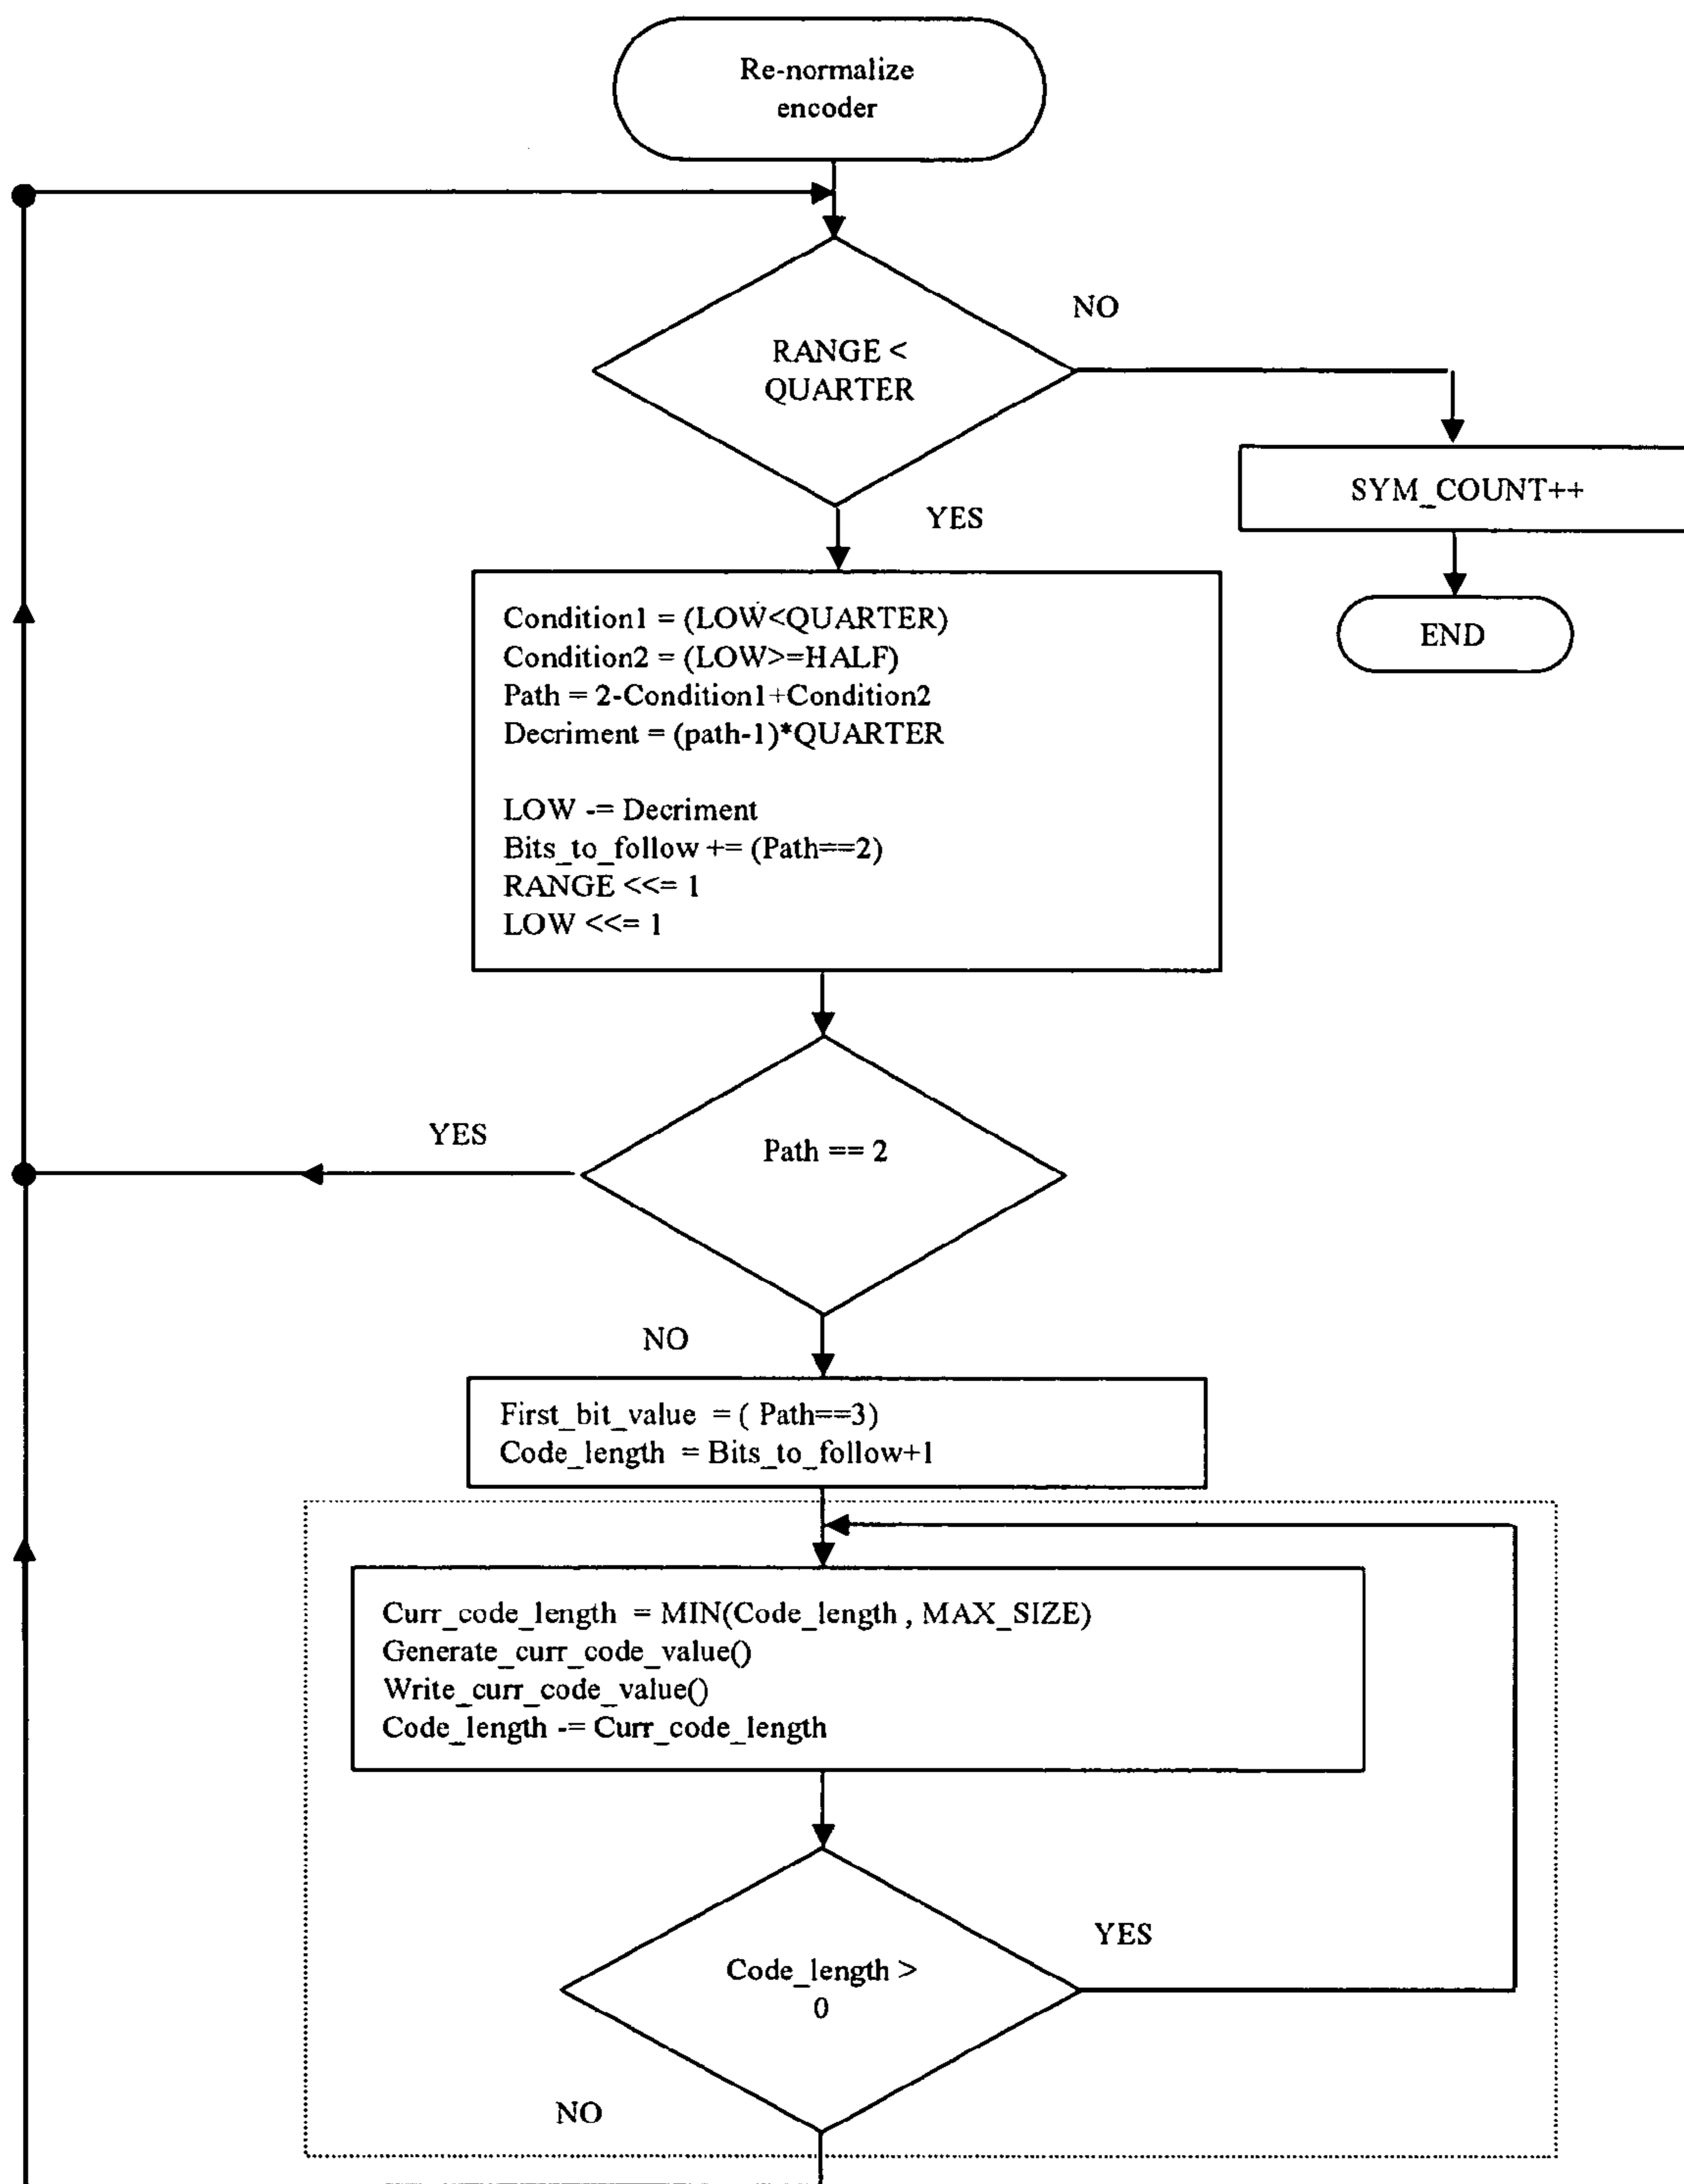 Re-normalize
encoder
RANGE <
QUARTER
NO
SYM_COUNT++
END
YES
Condition1 = (LOW<QUARTER)
Condition2 = (LOW>=HALF)
Path = 2-Condition1+Condition2
Decriment = (path-1)*QUARTER
LOW -= Decriment
Bits_to_follow += (Path==2)
RANGE <<= 1
LOW <<= 1
Path == 2
YES
NO
First_bit_value = ( Path==3)
Code_length = Bits_to_follow+1
Curr_code_length = MIN(Code_length , MAX_SIZE)
Generate_curr_code_value()
Write_curr_code_value()
Code_length -= Curr_code_length
Code_length >
0
YES
NO